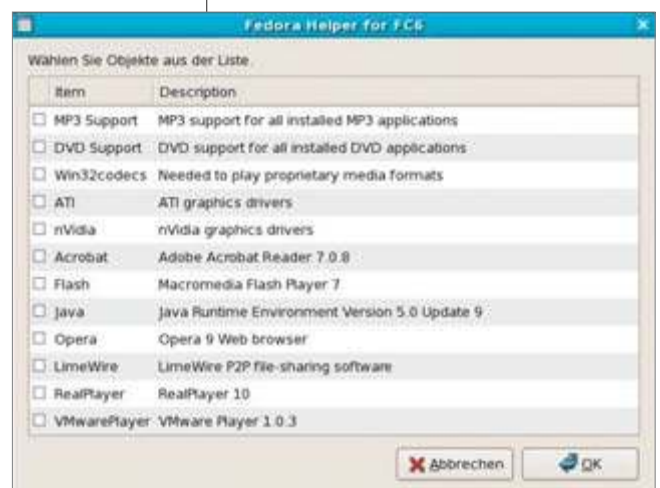 Fedora Helper for FC6
Wählen Sie Objekte aus der Liste.
Item Description
MP3 Support MP3 support for all installed MP3 applications
DVD Support DVD support for all installed DVD applications
Win32codecs Needed to play proprietary media formats
ATI ATI graphics drivers
nVidia nVidia graphics drivers
Acrobat Adobe Acrobat Reader 7.0.8
Flash Macromedia Flash Player 7
Java Java Runtime Environment Version 5.0 Update 9
Opera Opera 9 Web browser
LimeWire LimeWire P2P file-sharing software
RealPlayer RealPlayer 10
VMwarePlayer VMware Player 1.0.3
Abbrechen OK